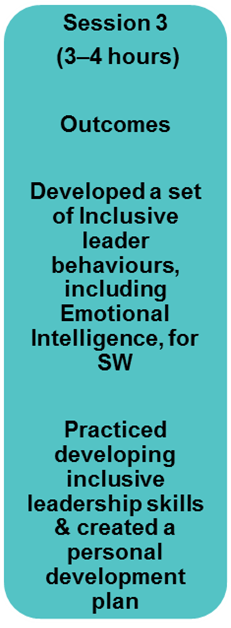 Session 3
(3–4 hours)
Outcomes
Developed a set
of Inclusive
leader
behaviours,
including
Emotional
Intelligence, for
SW
Practiced
developing
inclusive
leadership skills
& created a
personal
development
plan